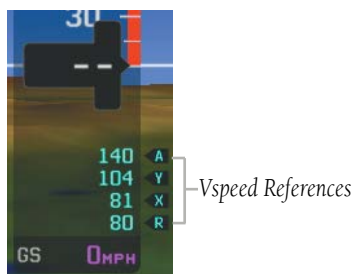 30
--
140 A
104 Y
81 X
80 R
Vspeed References
GS 0MPH